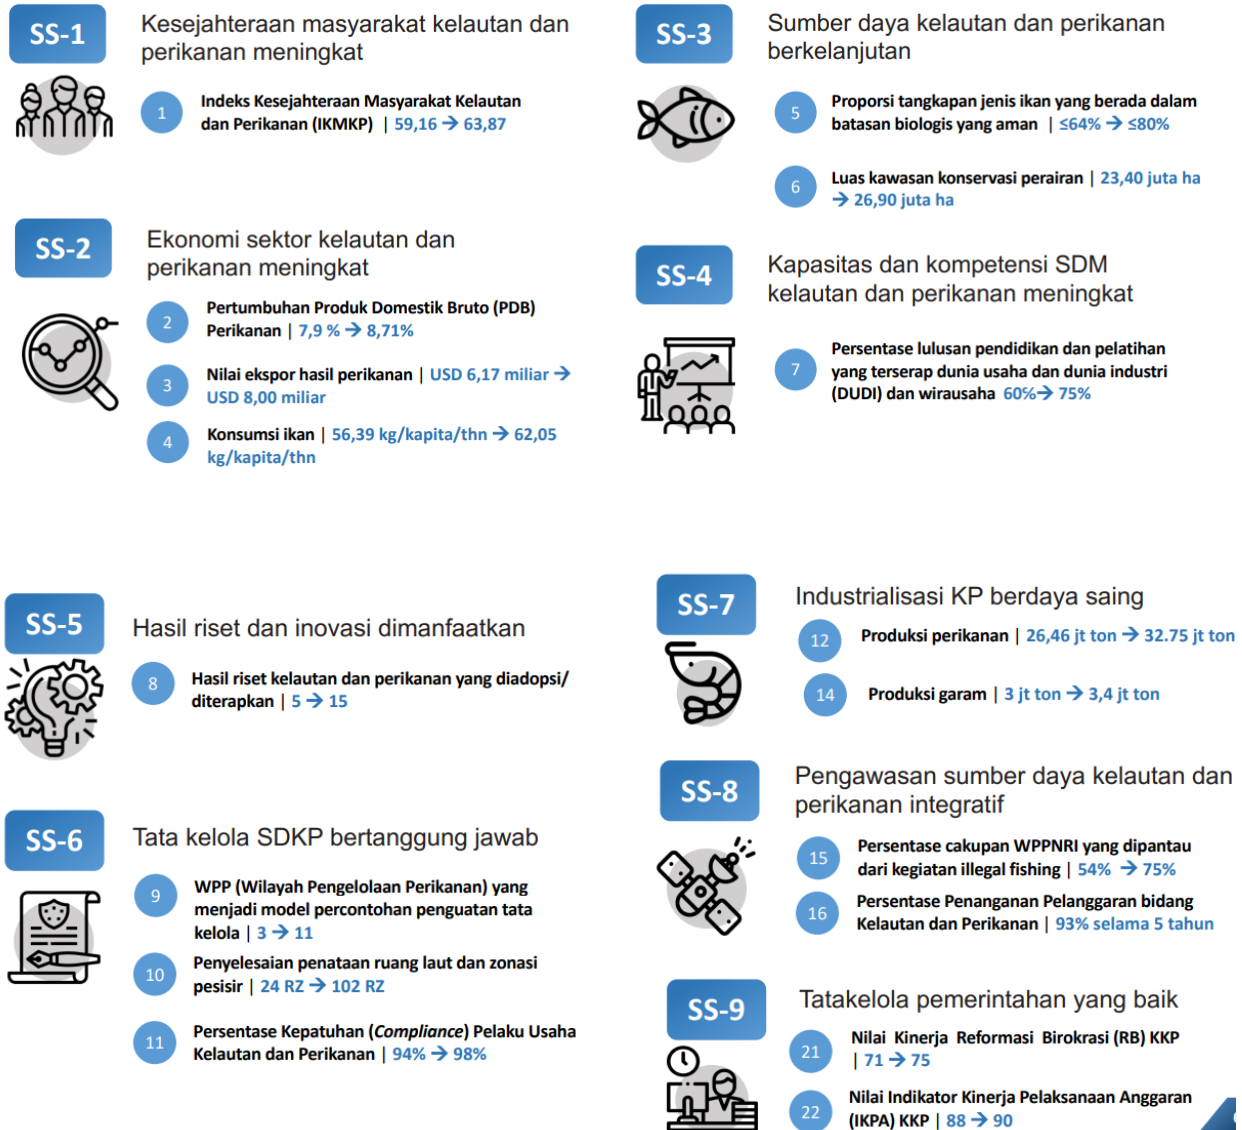 SS-1
Kesejahteraan masyarakat kelautan dan
perikanan meningkat
1
Indeks Kesejahteraan Masyarakat Kelautan
dan Perikanan (IKMKP) | 59,16 → 63,87
SS-2
Ekonomi sektor kelautan dan
perikanan meningkat
2
Pertumbuhan Produk Domestik Bruto (PDB)
Perikanan | 7,9 % → 8,71%
3
Nilai ekspor hasil perikanan | USD 6,17 miliar →
USD 8,00 miliar
4
Konsumsi ikan | 56,39 kg/kapita/thn → 62,05
kg/kapita/thn
SS-3
Sumber daya kelautan dan perikanan
berkelanjutan
5
Proporsi tangkapan jenis ikan yang berada dalam
batasan biologis yang aman | ≤64% → ≤80%
6
Luas kawasan konservasi perairan | 23,40 juta ha
→ 26,90 juta ha
SS-4
Kapasitas dan kompetensi SDM
kelautan dan perikanan meningkat
7
Persentase lulusan pendidikan dan pelatihan
yang terserap dunia usaha dan dunia industri
(DUDI) dan wirausaha 60%→ 75%
SS-5
Hasil riset dan inovasi dimanfaatkan
8
Hasil riset kelautan dan perikanan yang diadopsi/
diterapkan | 5 → 15
SS-6
Tata kelola SDKP bertanggung jawab
9
WPP (Wilayah Pengelolaan Perikanan) yang
menjadi model percontohan penguatan tata
kelola | 3 → 11
10
Penyelesaian penataan ruang laut dan zonasi
pesisir | 24 RZ → 102 RZ
11
Persentase Kepatuhan (Compliance) Pelaku Usaha
Kelautan dan Perikanan | 94% → 98%
SS-7
Industrialisasi KP berdaya saing
12
Produksi perikanan | 26,46 jt ton → 32.75 jt ton
14
Produksi garam | 3 jt ton → 3,4 jt ton
SS-8
Pengawasan sumber daya kelautan dan
perikanan integratif
15
Persentase cakupan WPPNRI yang dipantau
dari kegiatan illegal fishing | 54% → 75%
16
Persentase Penanganan Pelanggaran bidang
Kelautan dan Perikanan | 93% selama 5 tahun
SS-9
Tatakelola pemerintahan yang baik
21
Nilai Kinerja Reformasi Birokrasi (RB) KKP
| 71 → 75
22
Nilai Indikator Kinerja Pelaksanaan Anggaran
(IKPA) KKP | 88 → 90